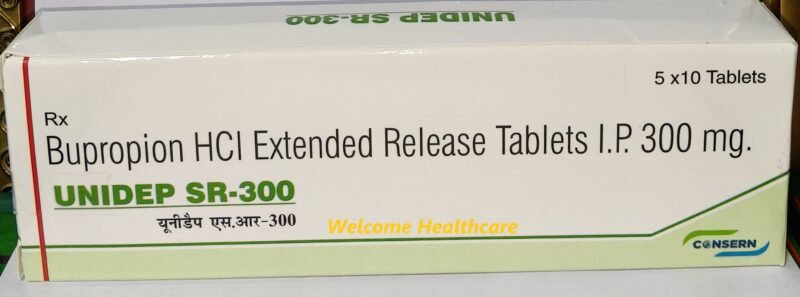 UNIDEP SR-300
5 x10 Tablets
Rx
Bupropion HCl Extended Release Tablets I.P. 300 mg.
UNIDEP SR-300
यूनीडैप एस.आर-300
Welcome Healthcare
CONSERN